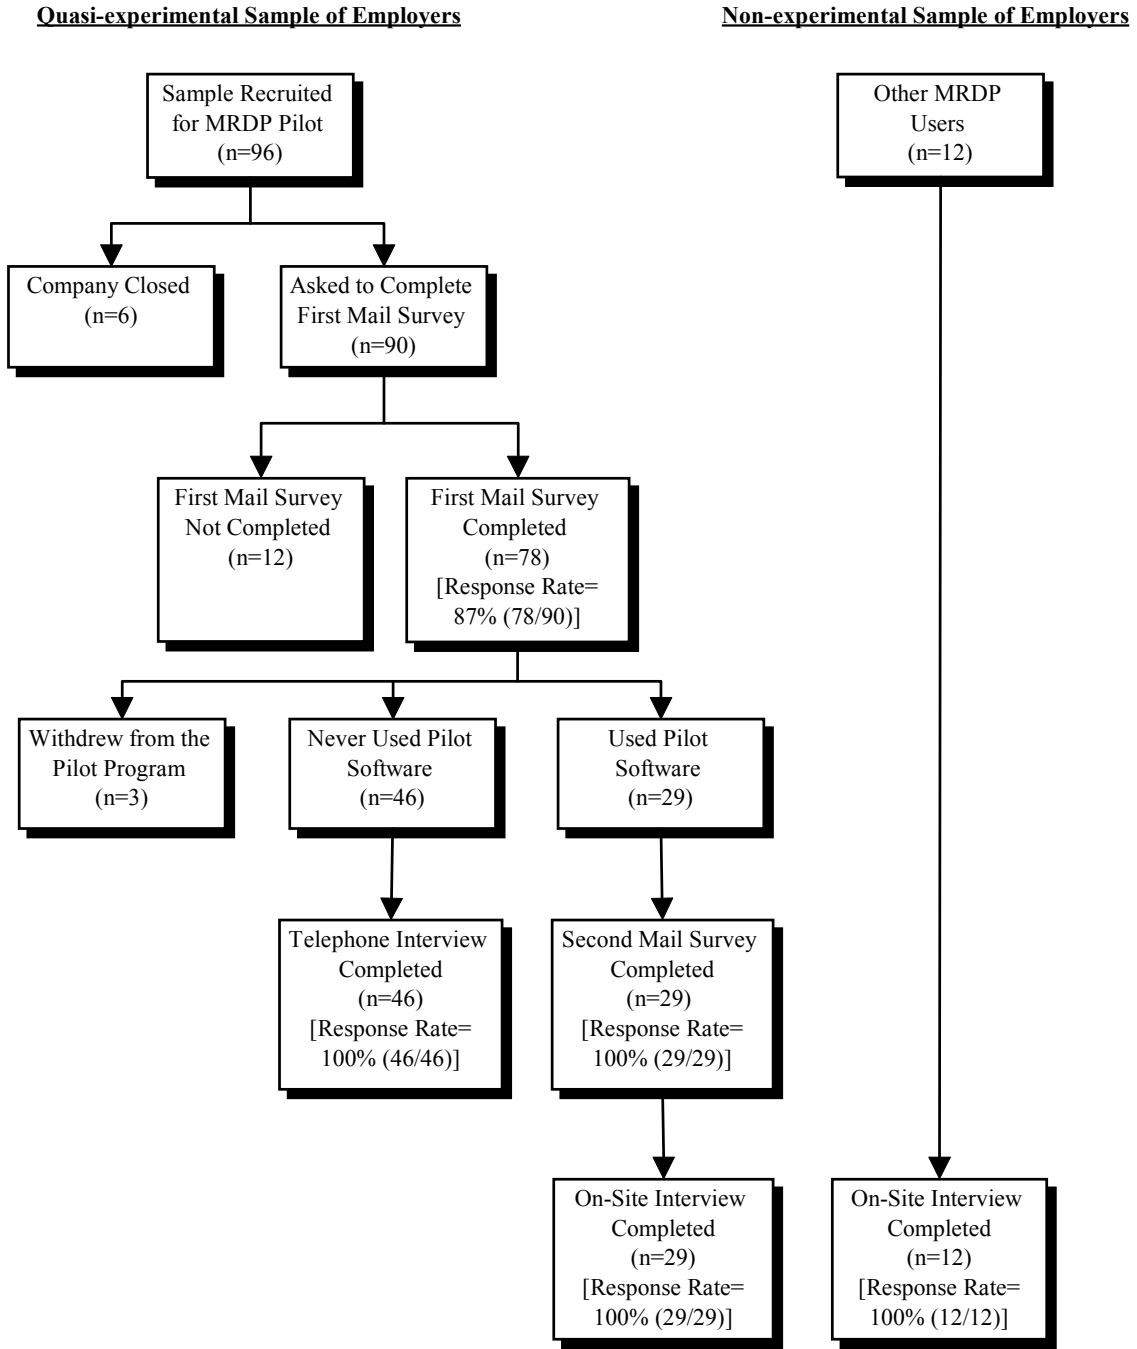 Quasi-experimental Sample of Employers
Non-experimental Sample of Employers
Sample Recruited
for MRDP Pilot
(n=96)
Other MRDP
Users
(n=12)
Company Closed
(n=6)
Asked to Complete
First Mail Survey
(n=90)
First Mail Survey
Not Completed
(n=12)
First Mail Survey
Completed
(n=78)
[Response Rate=
87% (78/90)]
Withdrew from the
Pilot Program
(n=3)
Never Used Pilot
Software
(n=46)
Used Pilot
Software
(n=29)
Telephone Interview
Completed
(n=46)
[Response Rate=
100% (46/46)]
Second Mail Survey
Completed
(n=29)
[Response Rate=
100% (29/29)]
On-Site Interview
Completed
(n=29)
[Response Rate=
100% (29/29)]
On-Site Interview
Completed
(n=12)
[Response Rate=
100% (12/12)]